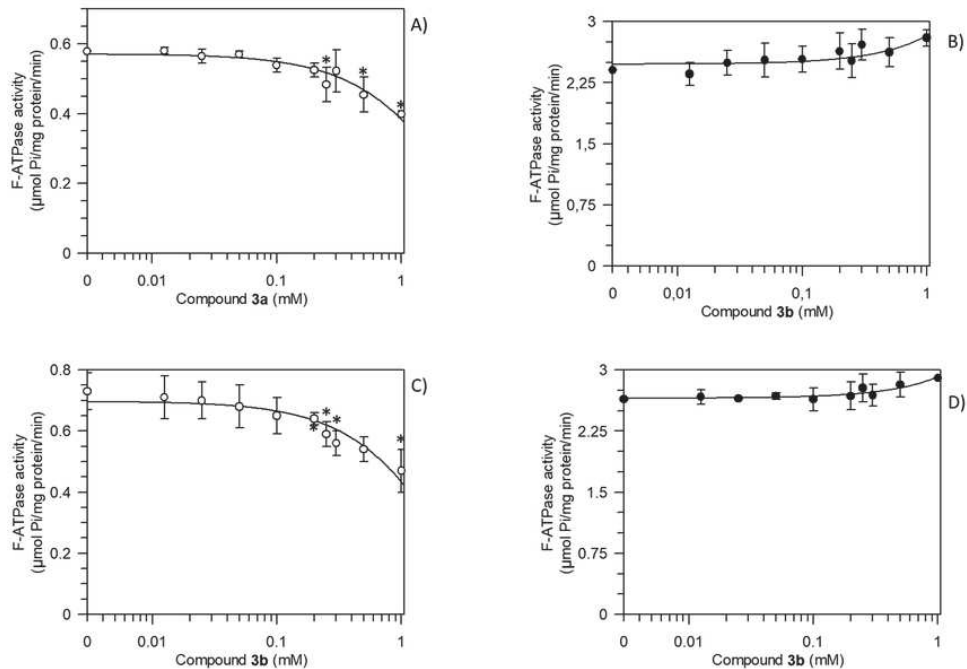 A)
F-ATPase activity
(µmol Pi/mg protein/min)
0.6
0.4
0.2
0
*
*
*
0
0.01
0.1
1
Compound 3a (mM)
B)
F-ATPase activity
(µmol Pi/mg protein/min)
3
2,25
1,5
0,75
0
0
0,01
0,1
1
Compound 3b (mM)
C)
F-ATPase activity
(µmol Pi/mg protein/min)
0.8
0.6
0.4
0.2
0
*
*
*
*
0
0.01
0.1
1
Compound 3b (mM)
D)
F-ATPase activity
(µmol Pi/mg protein/min)
3
2.25
1.5
0.75
0
0
0.01
0.1
1
Compound 3b (mM)